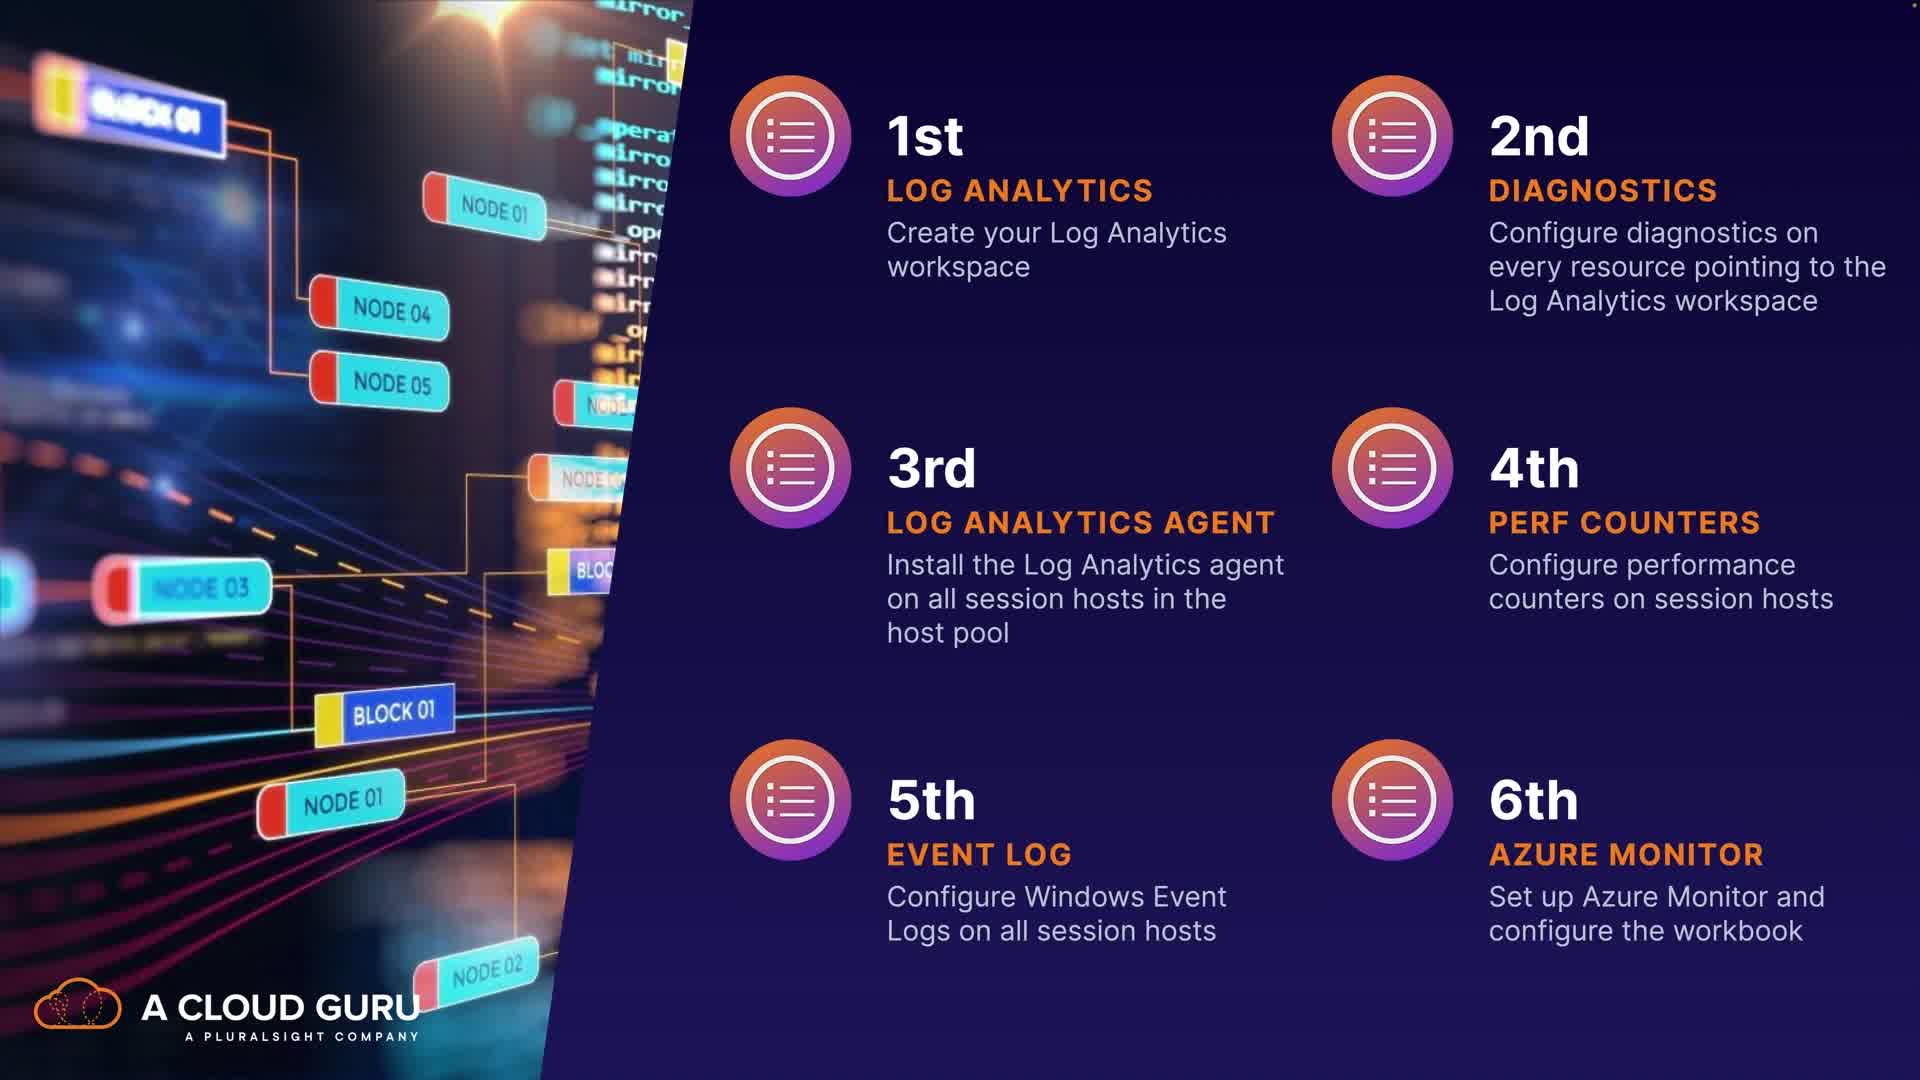 BLOCK 01
NODE 01
NODE 04
NODE 05
NODE 03
BLOCK 01
NODE 01
NODE 02
A CLOUD GURU
A PLURALSIGHT COMPANY
1st
LOG ANALYTICS
Create your Log Analytics
workspace
2nd
DIAGNOSTICS
Configure diagnostics on
every resource pointing to the
Log Analytics workspace
3rd
LOG ANALYTICS AGENT
Install the Log Analytics agent
on all session hosts in the
host pool
4th
PERF COUNTERS
Configure performance
counters on session hosts
5th
EVENT LOG
Configure Windows Event
Logs on all session hosts
6th
AZURE MONITOR
Set up Azure Monitor and
configure the workbook